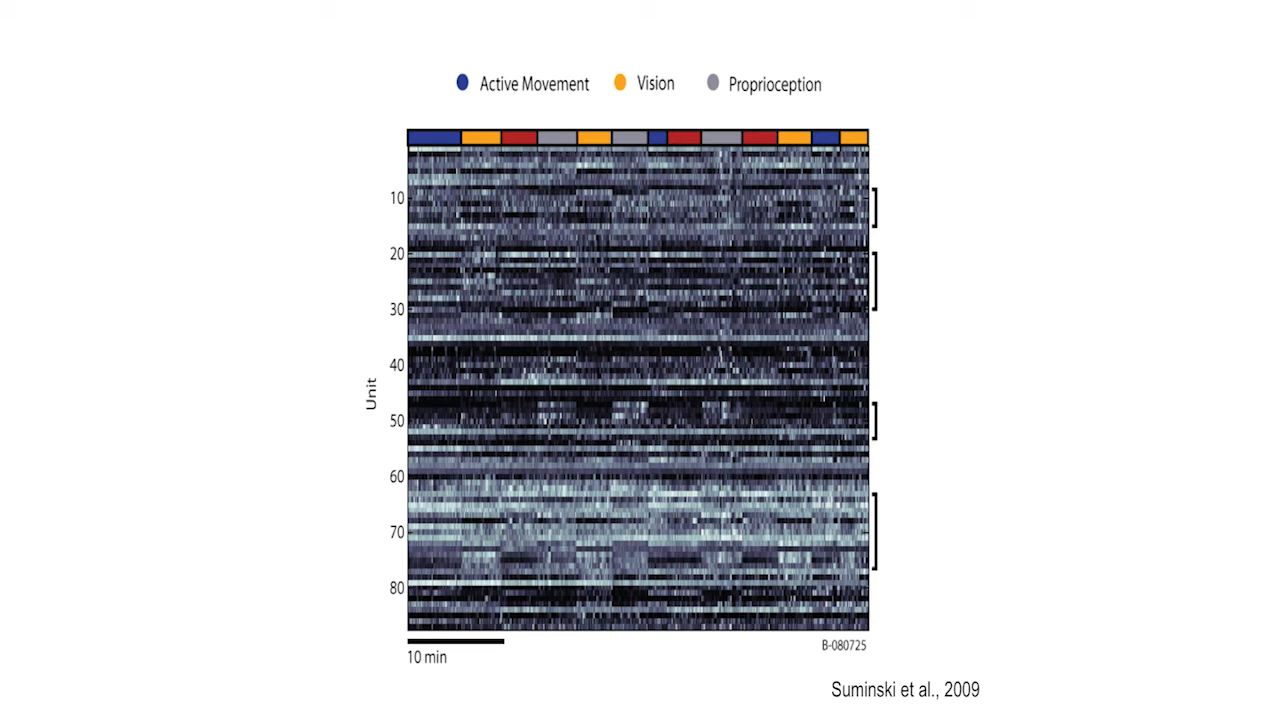 Active Movement Vision Proprioception
10
20
30
40
Unit
50
60
70
80
10 min
B-080725
Suminski et al., 2009